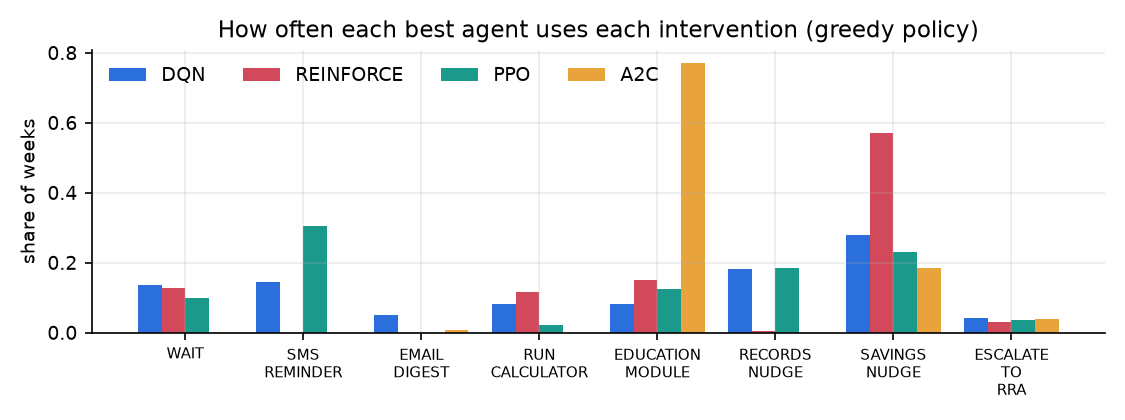 How often each best agent uses each intervention (greedy policy)
DQN REINFORCE PPO A2C
share of weeks
0.8
0.6
0.4
0.2
0.0
WAIT
SMS
REMINDER
EMAIL
DIGEST
RUN
CALCULATOR
EDUCATION
MODULE
RECORDS
NUDGE
SAVINGS
NUDGE
ESCALATE
TO
RRA